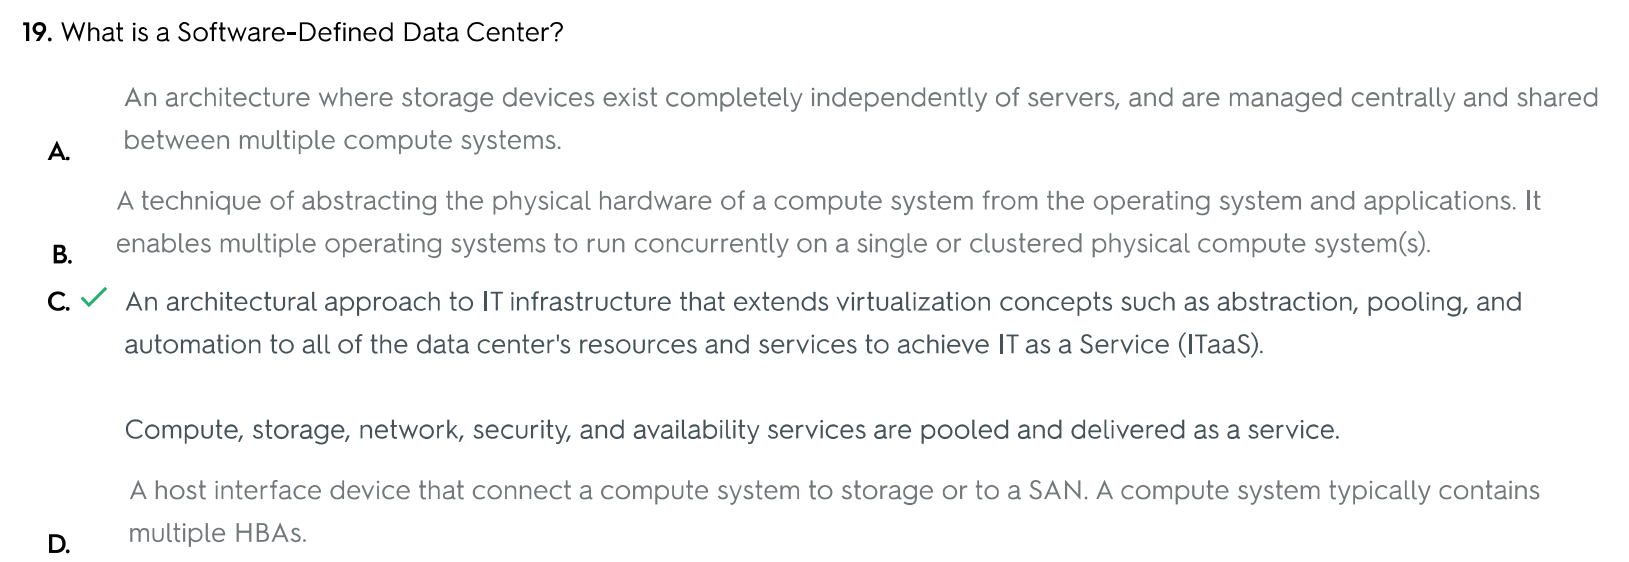 19. What is a Software-Defined Data Center?
An architecture where storage devices exist completely independently of servers, and are managed centrally and shared
between multiple compute systems.
A.
A technique of abstracting the physical hardware of a compute system from the operating system and applications. It
enables multiple operating systems to run concurrently on a single or clustered physical compute system(s).
B.
C. ✓ An architectural approach to IT infrastructure that extends virtualization concepts such as abstraction, pooling, and
automation to all of the data center's resources and services to achieve IT as a Service (ITaaS).
Compute, storage, network, security, and availability services are pooled and delivered as a service.
A host interface device that connect a compute system to storage or to a SAN. A compute system typically contains
multiple HBAs.
D.